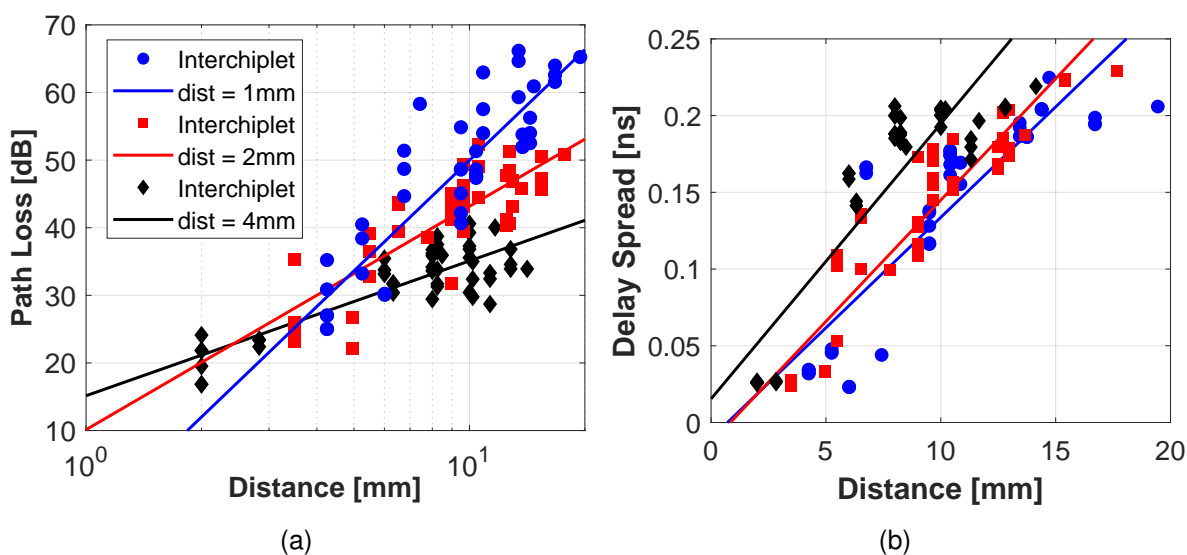 70
60
50
40
30
20
10
Path Loss [dB]
Interchiplet
dist = 1mm
Interchiplet
dist = 2mm
Interchiplet
dist = 4mm
10^0
10^1
Distance [mm]
(a)
0.25
0.2
0.15
0.1
0.05
0
Delay Spread [ns]
0
5
10
15
20
Distance [mm]
(b)